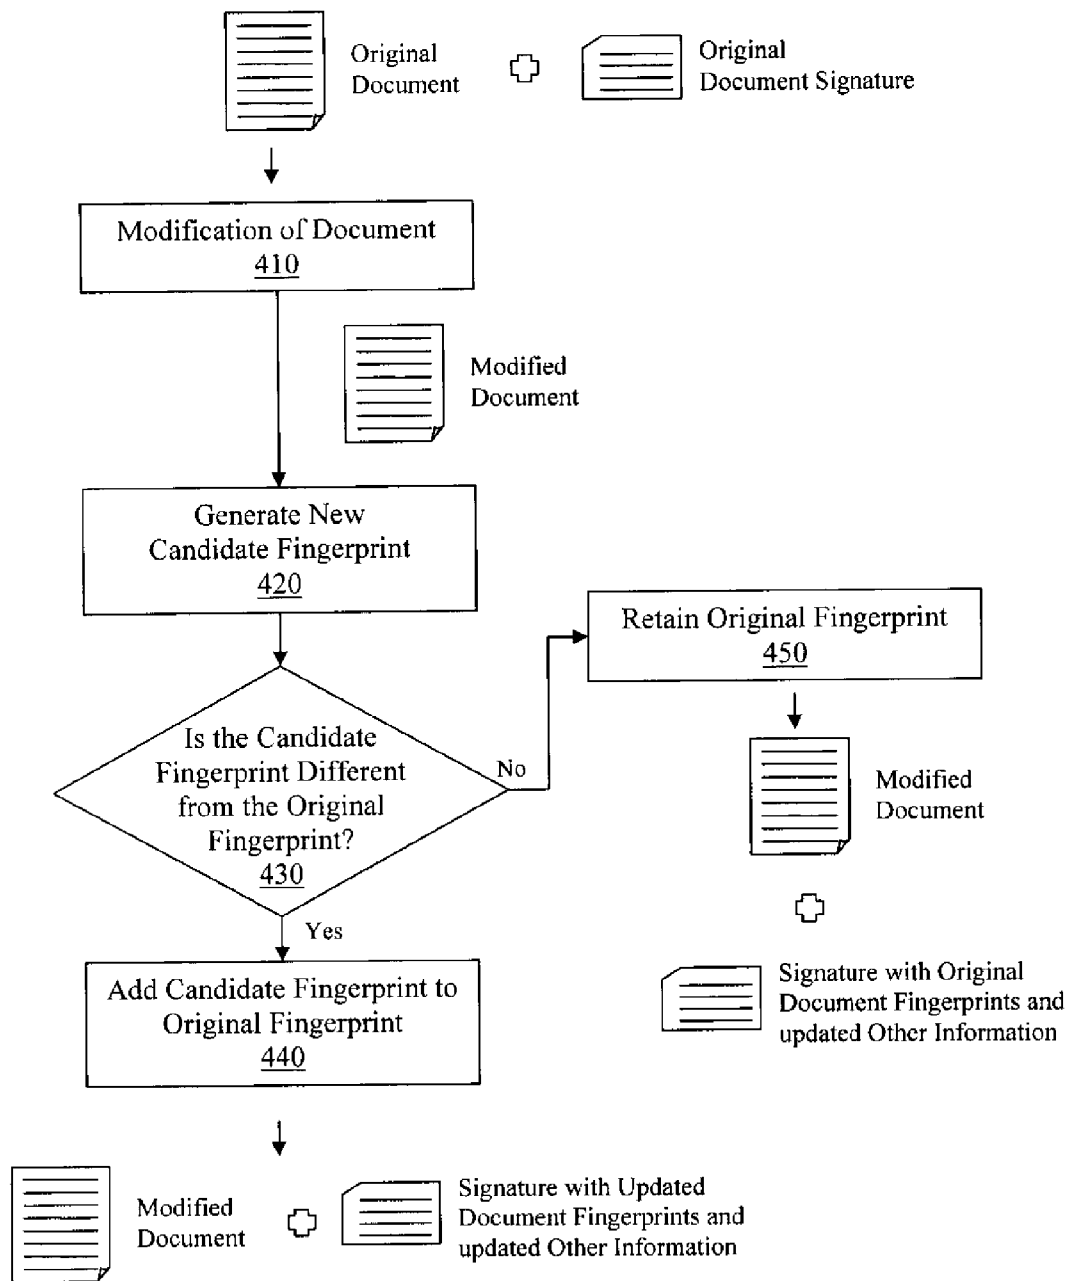 Original
Document
Original
Document Signature
Modification of Document
410
Modified
Document
Generate New
Candidate Fingerprint
420
Retain Original Fingerprint
450
Is the Candidate
Fingerprint Different
from the Original
Fingerprint?
430
No
Yes
Modified
Document
Signature with Original
Document Fingerprints and
updated Other Information
Add Candidate Fingerprint to
Original Fingerprint
440
Modified
Document
Signature with Updated
Document Fingerprints and
updated Other Information